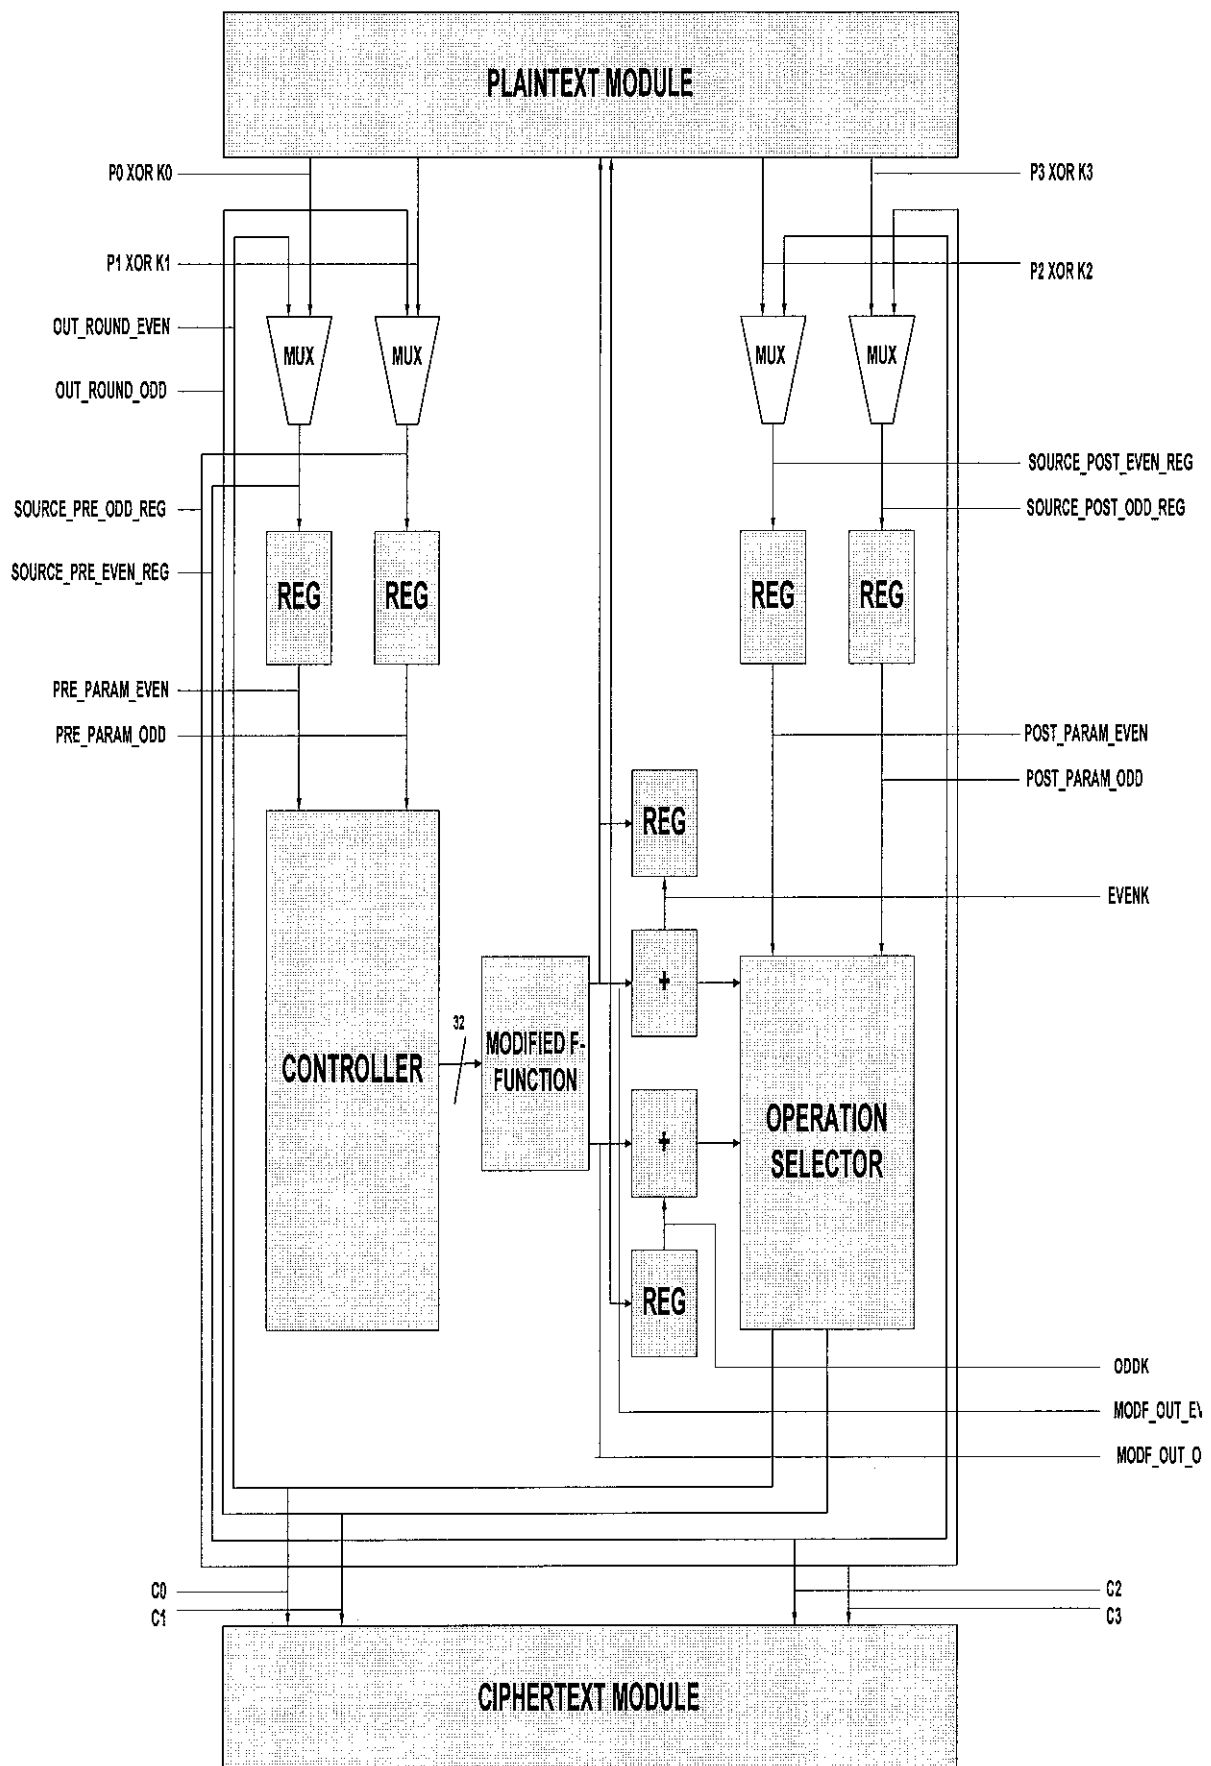 PLAINTEXT MODULE
P0 XOR K0
P3 XOR K3
P1 XOR K1
P2 XOR K2
OUT_ROUND_EVEN
MUX
MUX
MUX
MUX
OUT_ROUND_ODD
SOURCE_POST_EVEN_REG
SOURCE_PRE_ODD_REG
SOURCE_POST_ODD_REG
SOURCE_PRE_EVEN_REG
REG
REG
REG
REG
PRE_PARAM_EVEN
PRE_PARAM_ODD
POST_PARAM_EVEN
POST_PARAM_ODD
REG
EVENK
+
32
CONTROLLER
MODIFIED F-
FUNCTION
+
OPERATION
SELECTOR
REG
ODDK
MODF_OUT_EV
MODF_OUT_O
C0
C2
C1
C3
CIPHERTEXT MODULE